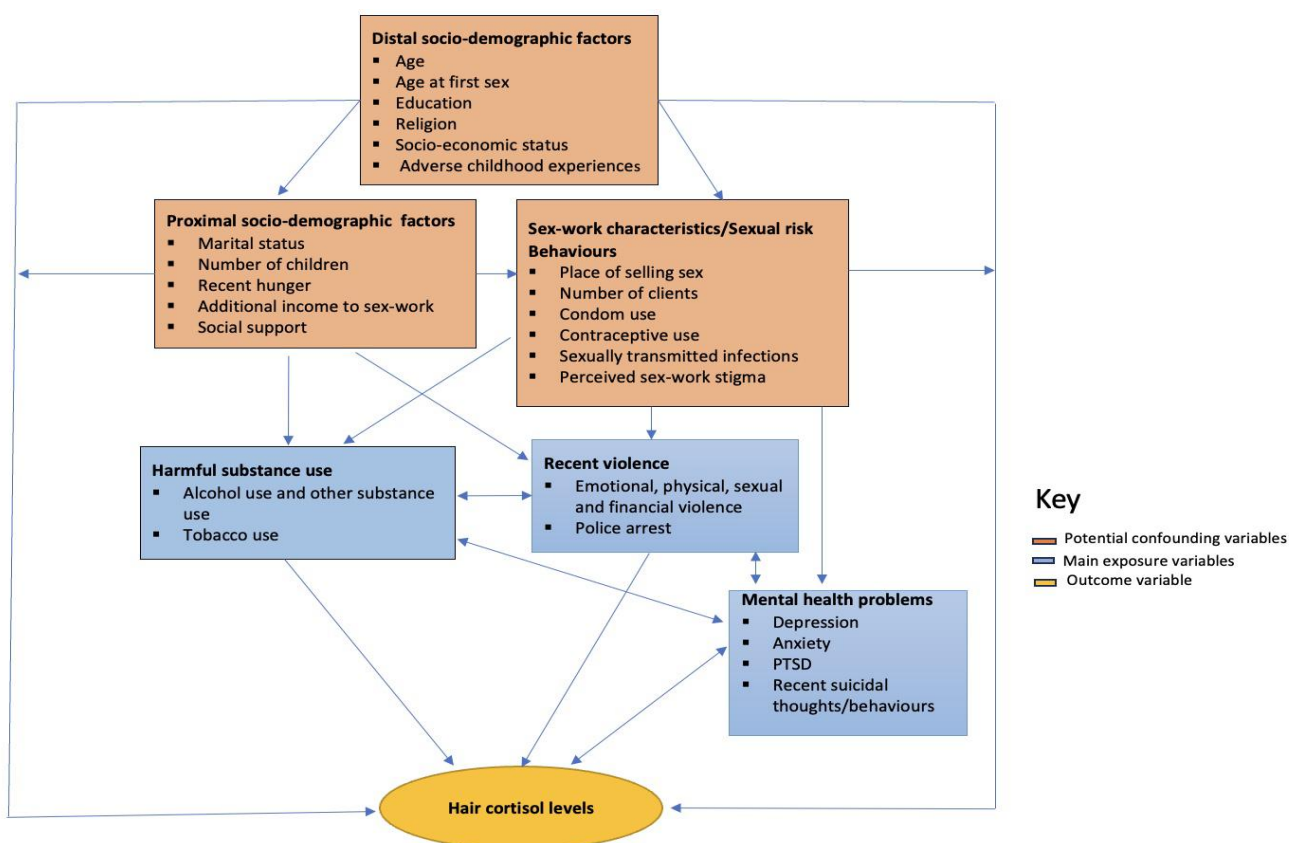 Distal socio-demographic factors
▪ Age
▪ Age at first sex
▪ Education
▪ Religion
▪ Socio-economic status
▪ Adverse childhood experiences
Proximal socio-demographic factors
▪ Marital status
▪ Number of children
▪ Recent hunger
▪ Additional income to sex-work
▪ Social support
Sex-work characteristics/Sexual risk
Behaviours
▪ Place of selling sex
▪ Number of clients
▪ Condom use
▪ Contraceptive use
▪ Sexually transmitted infections
▪ Perceived sex-work stigma
Harmful substance use
▪ Alcohol use and other substance
use
▪ Tobacco use
Recent violence
▪ Emotional, physical, sexual
and financial violence
▪ Police arrest
Mental health problems
▪ Depression
▪ Anxiety
▪ PTSD
▪ Recent suicidal
thoughts/behaviours
Hair cortisol levels
Key
Potential confounding variables
Main exposure variables
Outcome variable